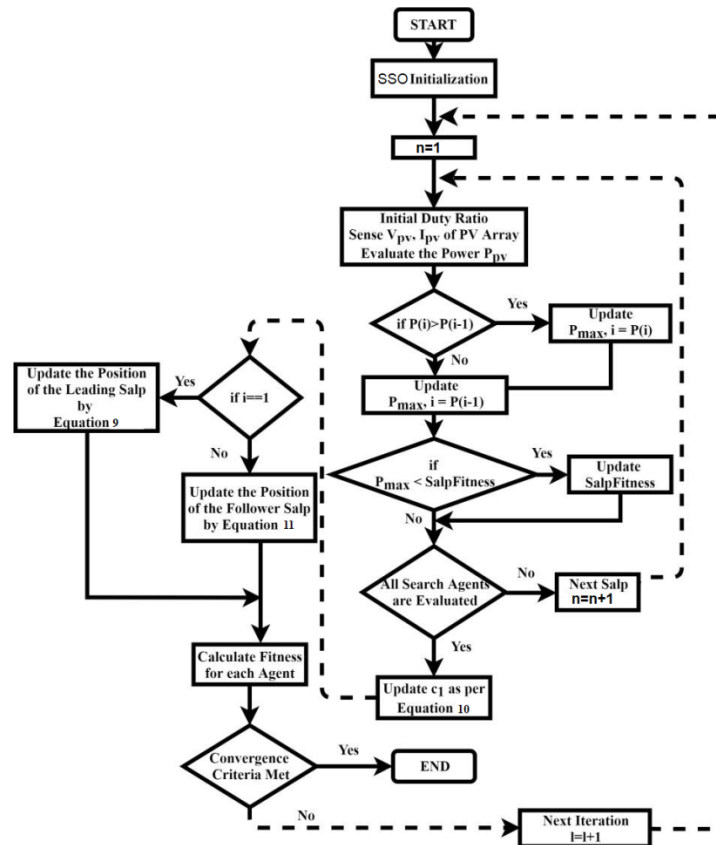 START
SSO Initialization
n=1
Initial Duty Ratio
Sense Vpv, Ipv of PV Array
Evaluate the Power Ppv
if P(i)>P(i-1)
Yes
Update
Pmax, i = P(i)
No
Update
Pmax, i = P(i-1)
if
Pmax < SalpFitness
Yes
Update
SalpFitness
No
All Search Agents
are Evaluated
No
Next Salp
n=n+1
Yes
Update c1 as per
Equation 10
if i==1
Yes
Update the Position
of the Leading Salp
by
Equation 9
No
Update the Position
of the Follower Salp
by Equation 11
Calculate Fitness
for each Agent
Convergence
Criteria Met
Yes
END
No
Next Iteration
l=l+1